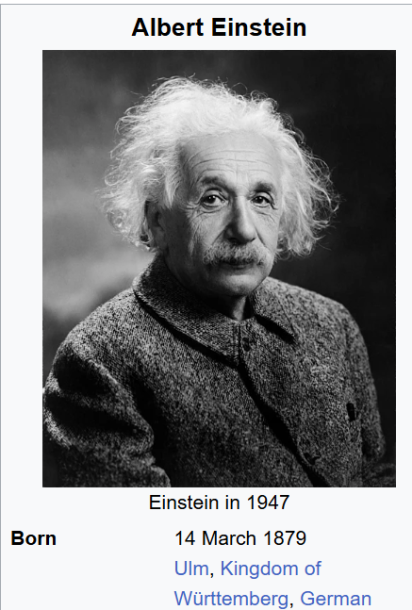 Albert Einstein
Einstein in 1947
Born 14 March 1879
Ulm, Kingdom of
Württemberg, German